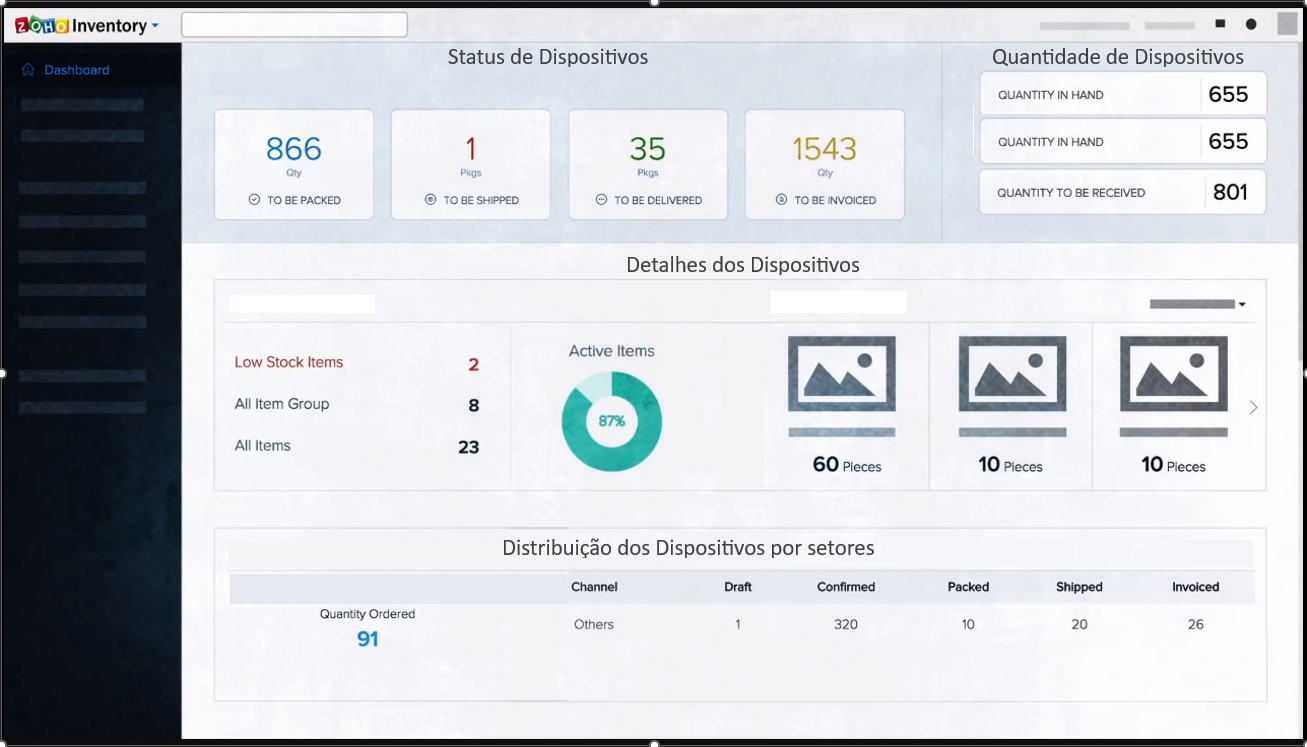 ZOHO Inventory
Dashboard
Status de Dispositivos
866
Qty
TO BE PACKED
1
Pkgs
TO BE SHIPPED
35
Pkgs
TO BE DELIVERED
1543
Qty
TO BE INVOICED
Quantidade de Dispositivos
QUANTITY IN HAND 655
QUANTITY IN HAND 655
QUANTITY TO BE RECEIVED 801
Detalhes dos Dispositivos
Low Stock Items 2
All Item Group 8
All Items 23
Active Items
87%
60 Pieces
10 Pieces
10 Pieces
Distribuição dos Dispositivos por setores
Channel Draft Confirmed Packed Shipped Invoiced
Quantity Ordered
91
Others 1 320 10 20 26